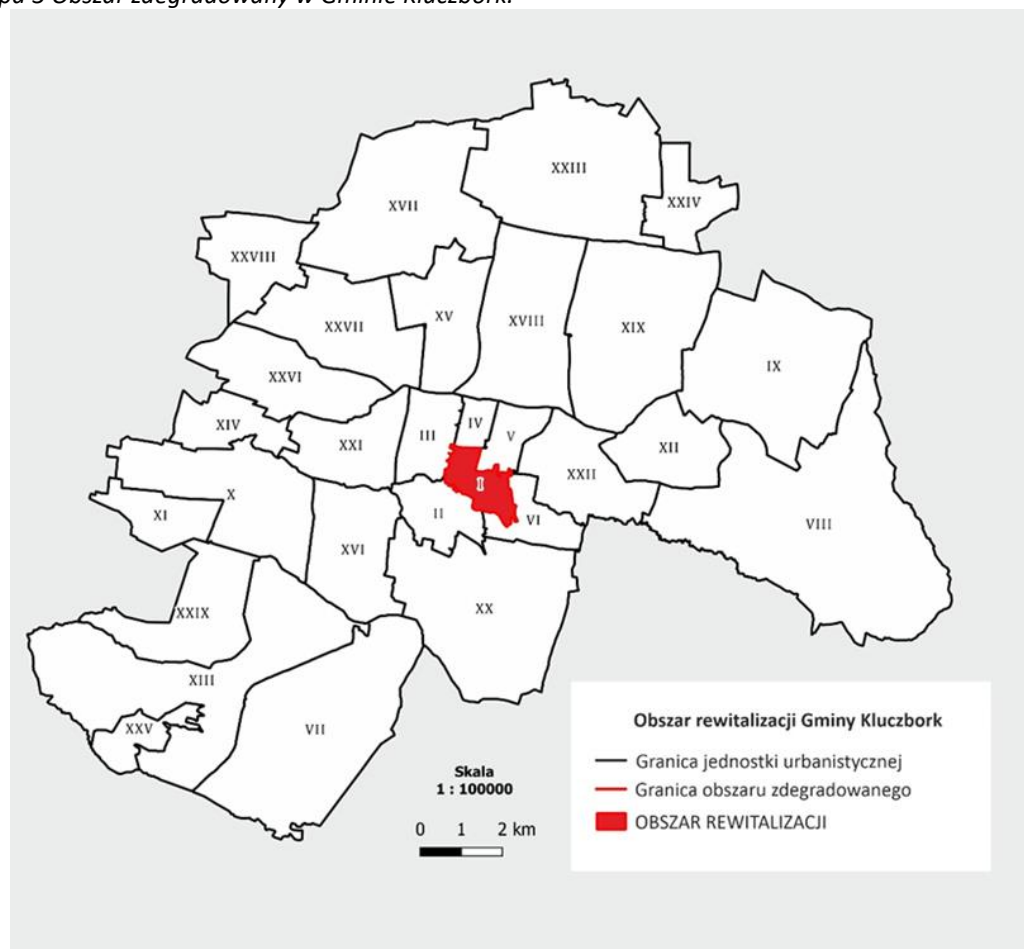 Obszar zdegradowany w Gminie Kluczbork.
XXIII
XXIV
XVII
XXVIII
XV
XVIII
XIX
XXVII
IX
XXVI
XIV
XXI
III
IV
V
XII
XXII
I
X
XI
II
VI
VIII
XVI
XX
XXIX
XIII
XXV
VII
Skala
1 : 100000
0 1 2 km
Obszar rewitalizacji Gminy Kluczbork
Granica jednostki urbanistycznej
Granica obszaru zdegradowanego
OBSZAR REWITALIZACJI